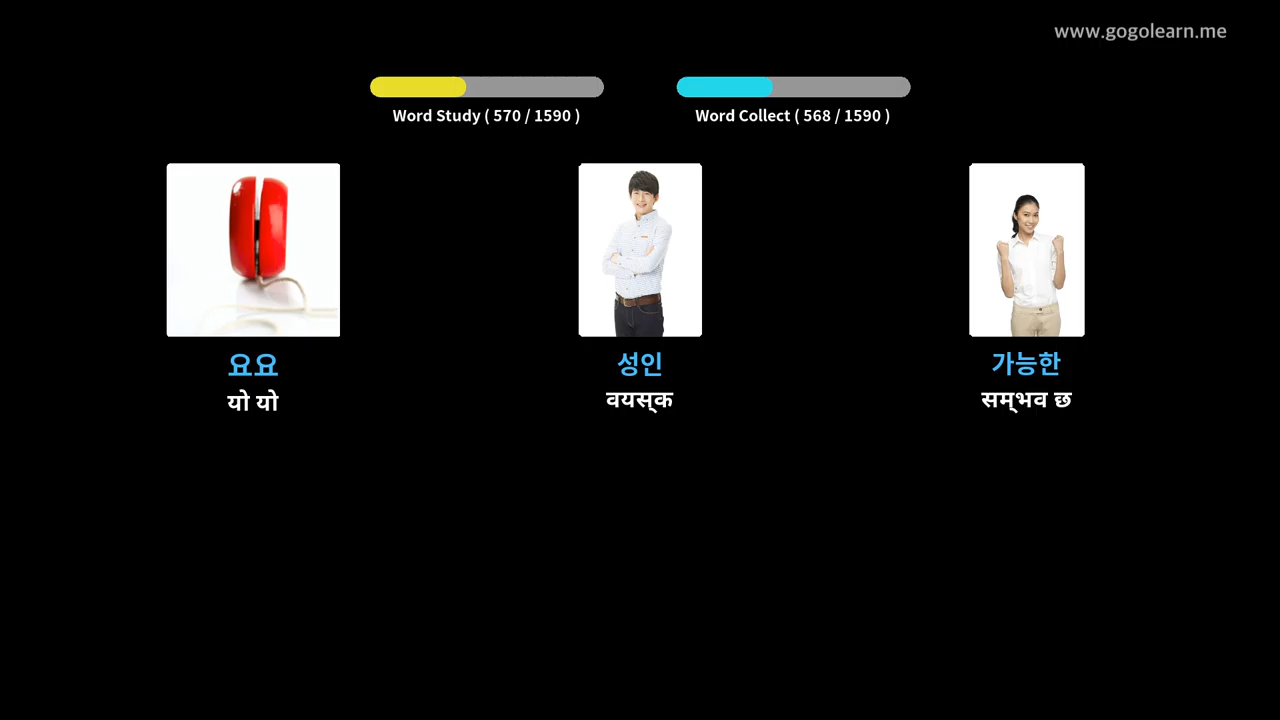 www.gogolearn.me
Word Study ( 570 / 1590 )
Word Collect ( 568 / 1590 )
요요
성인
가능한
यो यो
वयस्‌क
सम्‌भव छ